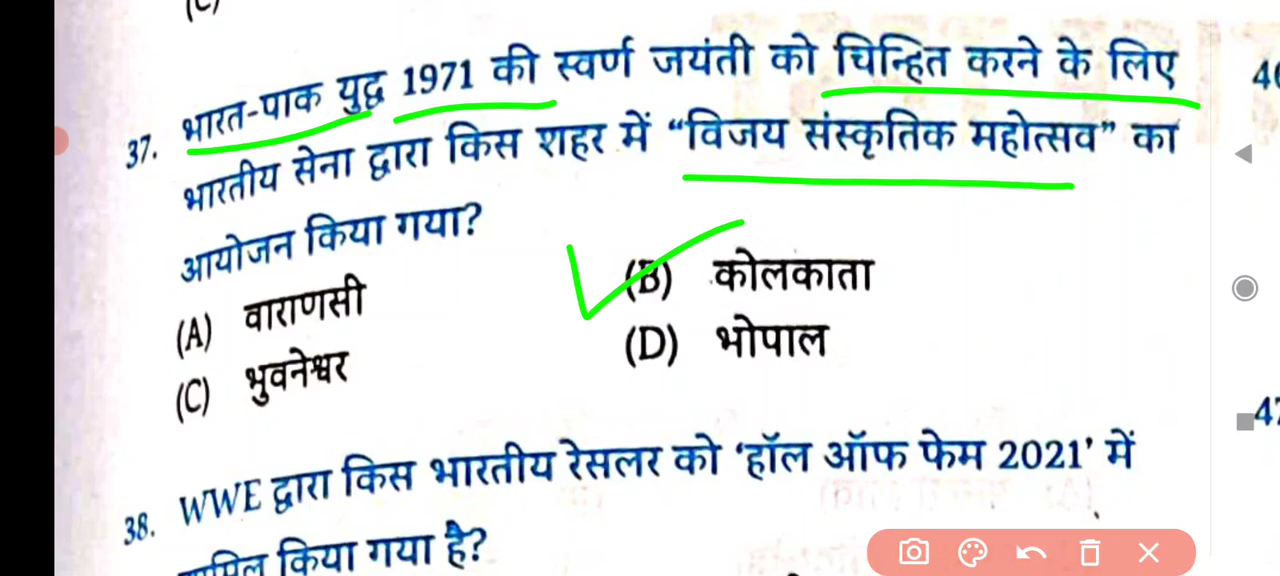 37. भारत-पाक युद्ध 1971 की स्वर्ण जयंती को चिन्हित करने के लिए
भारतीय सेना द्वारा किस शहर में “विजय संस्कृतिक महोत्सव” का
आयोजन किया गया?
(A) वाराणसी (B) कोलकाता
(C) भुवनेश्वर (D) भोपाल
38. WWE द्वारा किस भारतीय रेसलर को ‘हॉल ऑफ फेम 2021’ में
किया गया है?